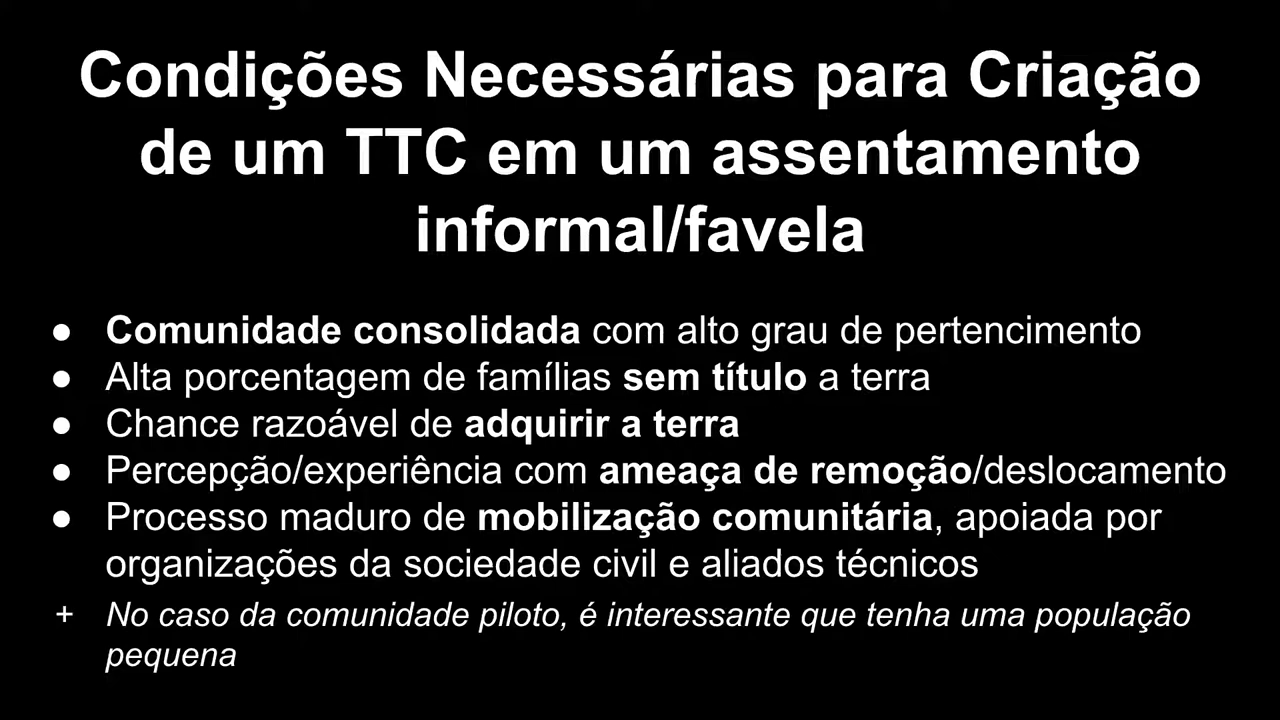 Condições Necessárias para Criação
de um TTC em um assentamento
informal/favela
● Comunidade consolidada com alto grau de pertencimento
● Alta porcentagem de famílias sem título a terra
● Chance razoável de adquirir a terra
● Percepção/experiência com ameaça de remoção/deslocamento
● Processo maduro de mobilização comunitária, apoiada por
organizações da sociedade civil e aliados técnicos
+ No caso da comunidade piloto, é interessante que tenha uma população
pequena